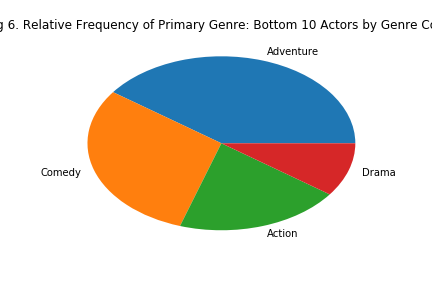 g 6. Relative Frequency of Primary Genre: Bottom 10 Actors by Genre Co
Adventure
Comedy
Drama
Action